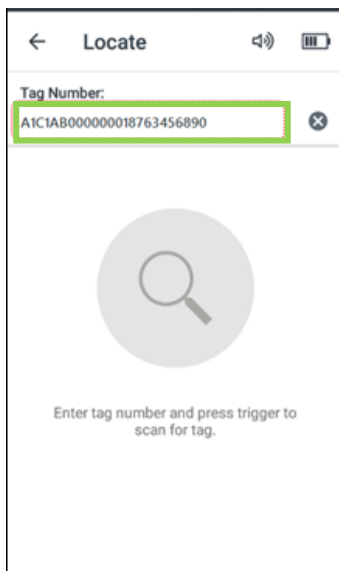 Locate
Tag Number:
A1C1AB000000018763456890
Enter tag number and press trigger to
scan for tag.